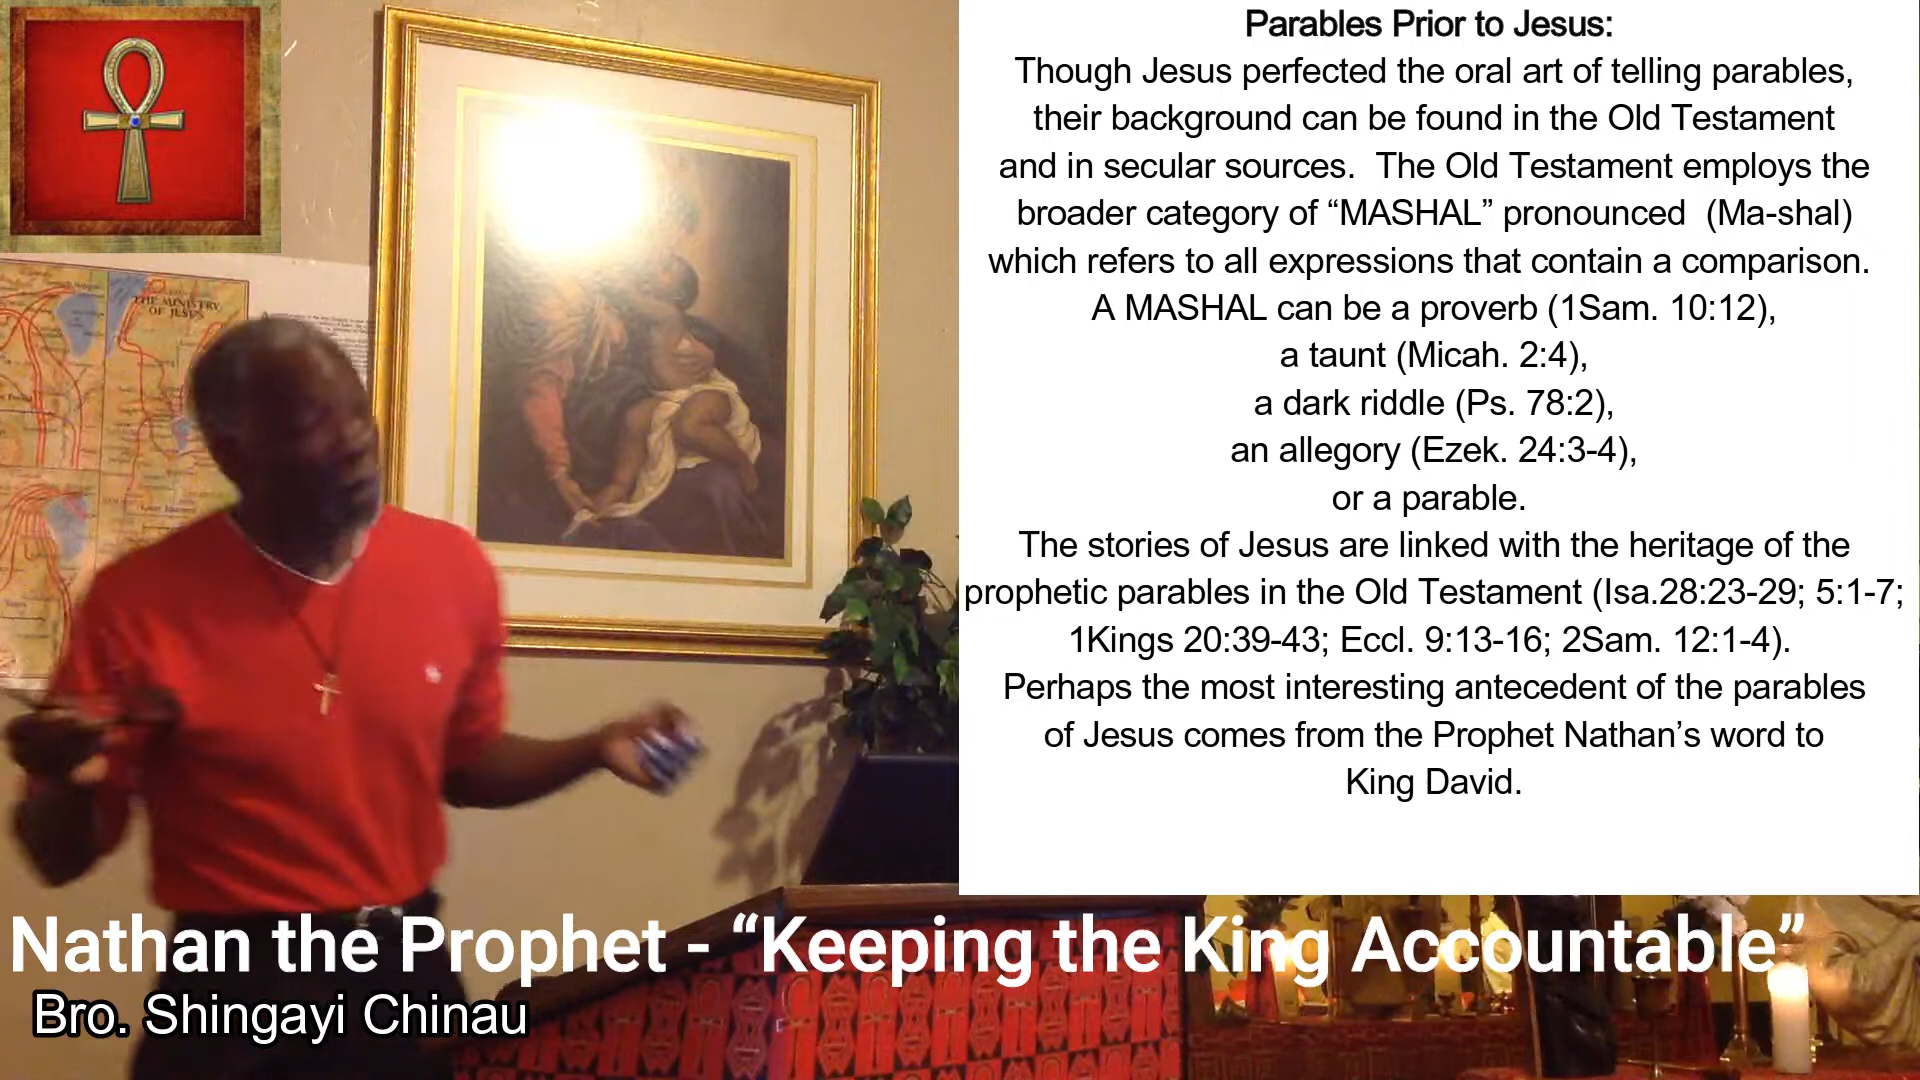 Parables Prior to Jesus:
Though Jesus perfected the oral art of telling parables,
their background can be found in the Old Testament
and in secular sources.  The Old Testament employs the
broader category of “MASHAL” pronounced  (Ma-shal)
which refers to all expressions that contain a comparison.
A MASHAL can be a proverb (1Sam. 10:12),
a taunt (Micah. 2:4),
a dark riddle (Ps. 78:2),
an allegory (Ezek. 24:3-4),
or a parable.
The stories of Jesus are linked with the heritage of the
prophetic parables in the Old Testament (Isa.28:23-29; 5:1-7;
1Kings 20:39-43; Eccl. 9:13-16; 2Sam. 12:1-4).
Perhaps the most interesting antecedent of the parables
of Jesus comes from the Prophet Nathan’s word to
King David.
THE MINISTRY
OF JESUS
Nathan the Prophet - “Keeping the King Accountable”
Bro. Shingayi Chinau